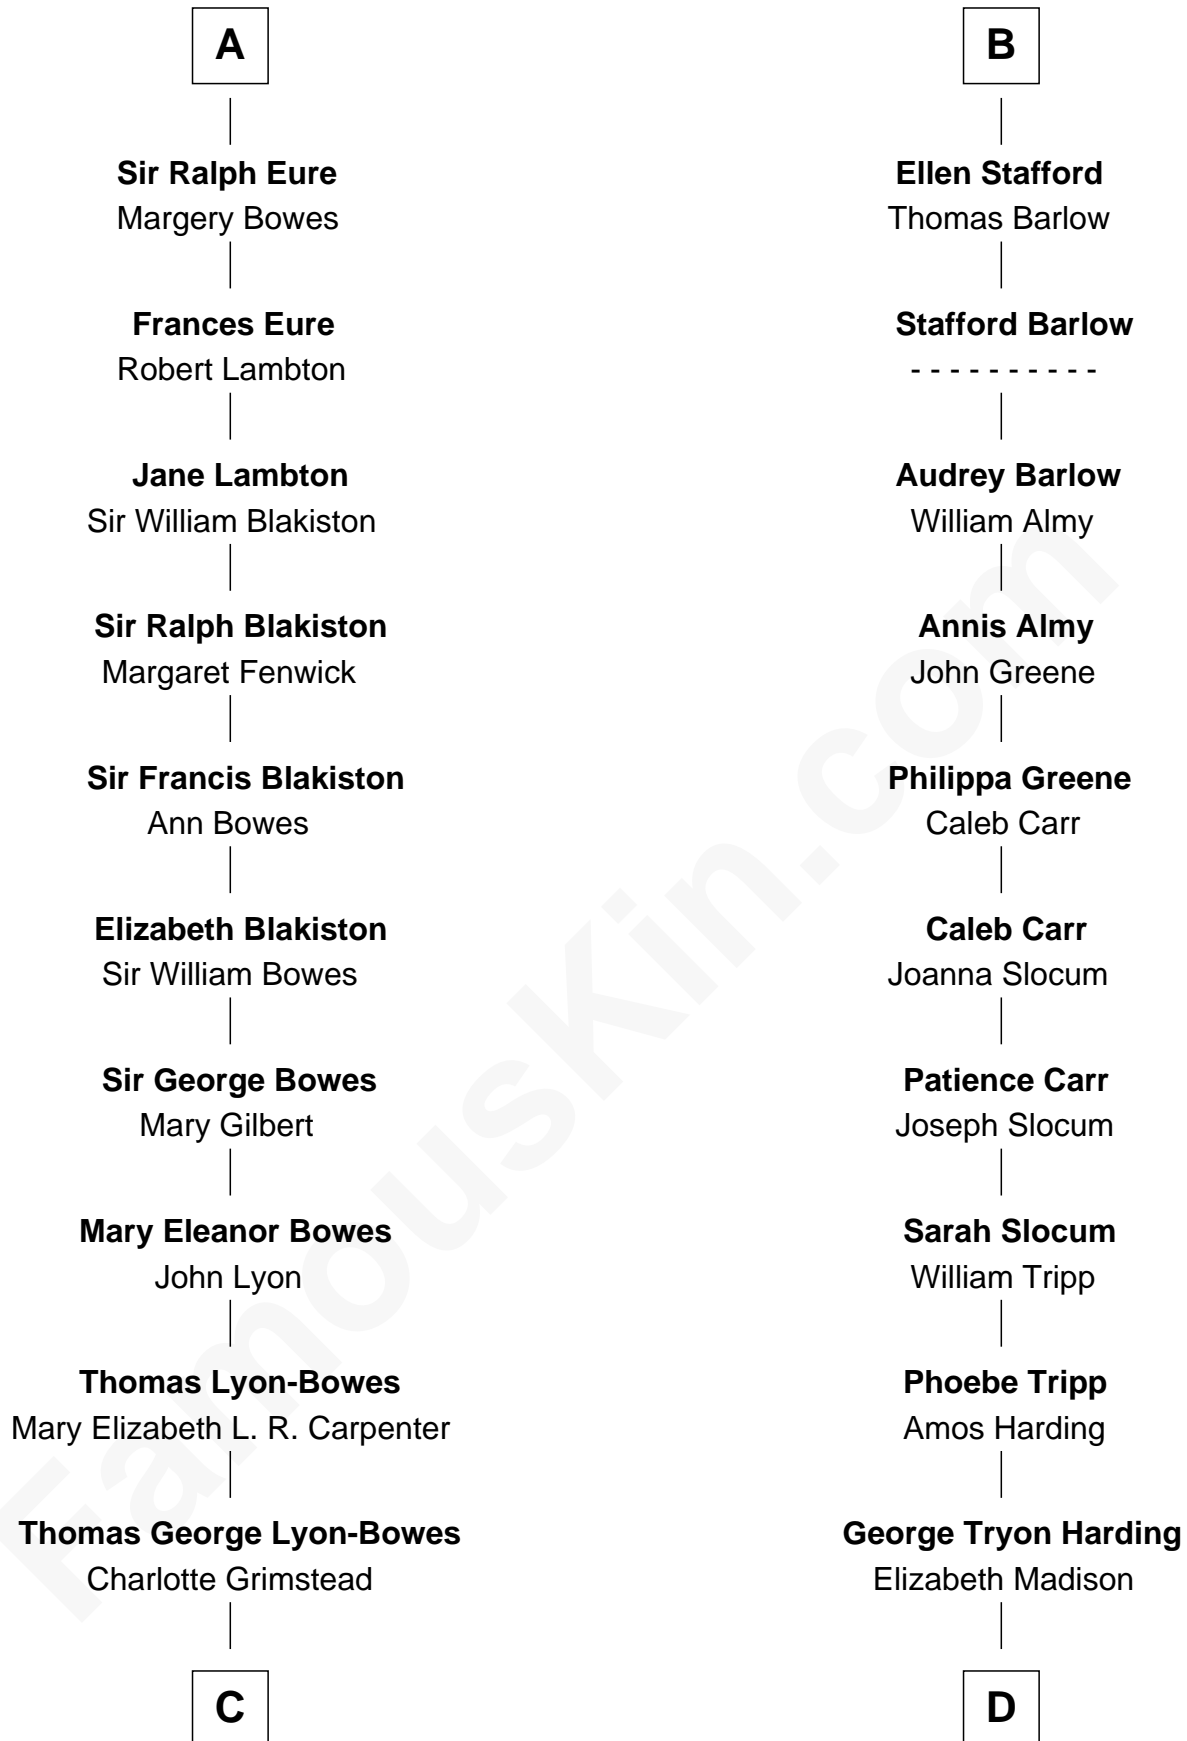 A
Sir Ralph Eure
Margery Bowes
Frances Eure
Robert Lambton
Jane Lambton
Sir William Blakiston
Sir Ralph Blakiston
Margaret Fenwick
Sir Francis Blakiston
Ann Bowes
Elizabeth Blakiston
Sir William Bowes
Sir George Bowes
Mary Gilbert
Mary Eleanor Bowes
John Lyon
Thomas Lyon-Bowes
Mary Elizabeth L. R. Carpenter
Thomas George Lyon-Bowes
Charlotte Grimstead
C
B
Ellen Stafford
Thomas Barlow
Stafford Barlow
- - - - - - - - - -
Audrey Barlow
William Almy
Annis Almy
John Greene
Philippa Greene
Caleb Carr
Caleb Carr
Joanna Slocum
Patience Carr
Joseph Slocum
Sarah Slocum
William Tripp
Phoebe Tripp
Amos Harding
George Tryon Harding
Elizabeth Madison
D
FamousKin.com